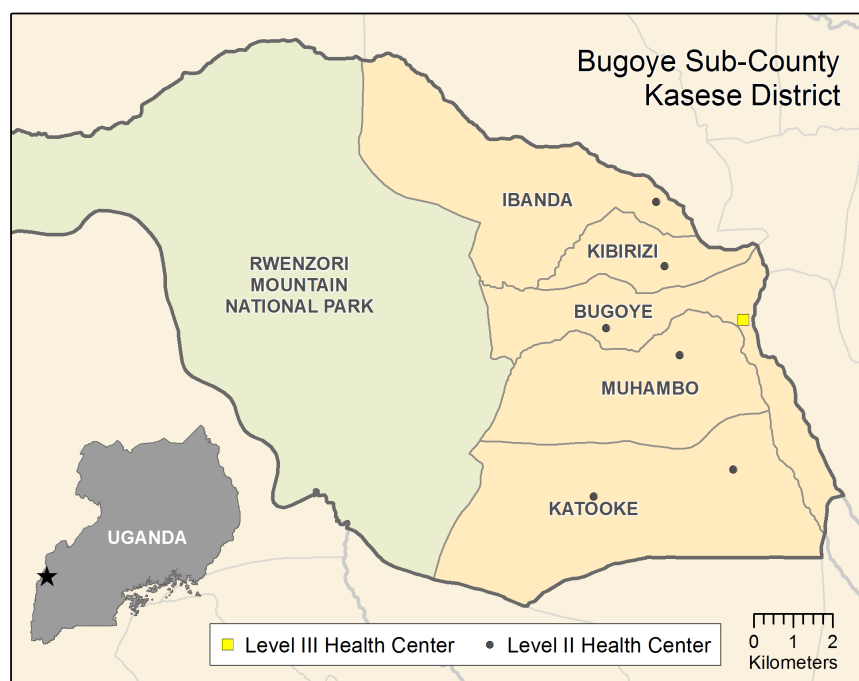 Bugoye Sub-County
Kasese District
IBANDA
KIBIRIZI
RWENZORI
MOUNTAIN
NATIONAL PARK
BUGOYE
MUHAMBO
KATOOKE
UGANDA
Level III Health Center
Level II Health Center
0 1 2
Kilometers